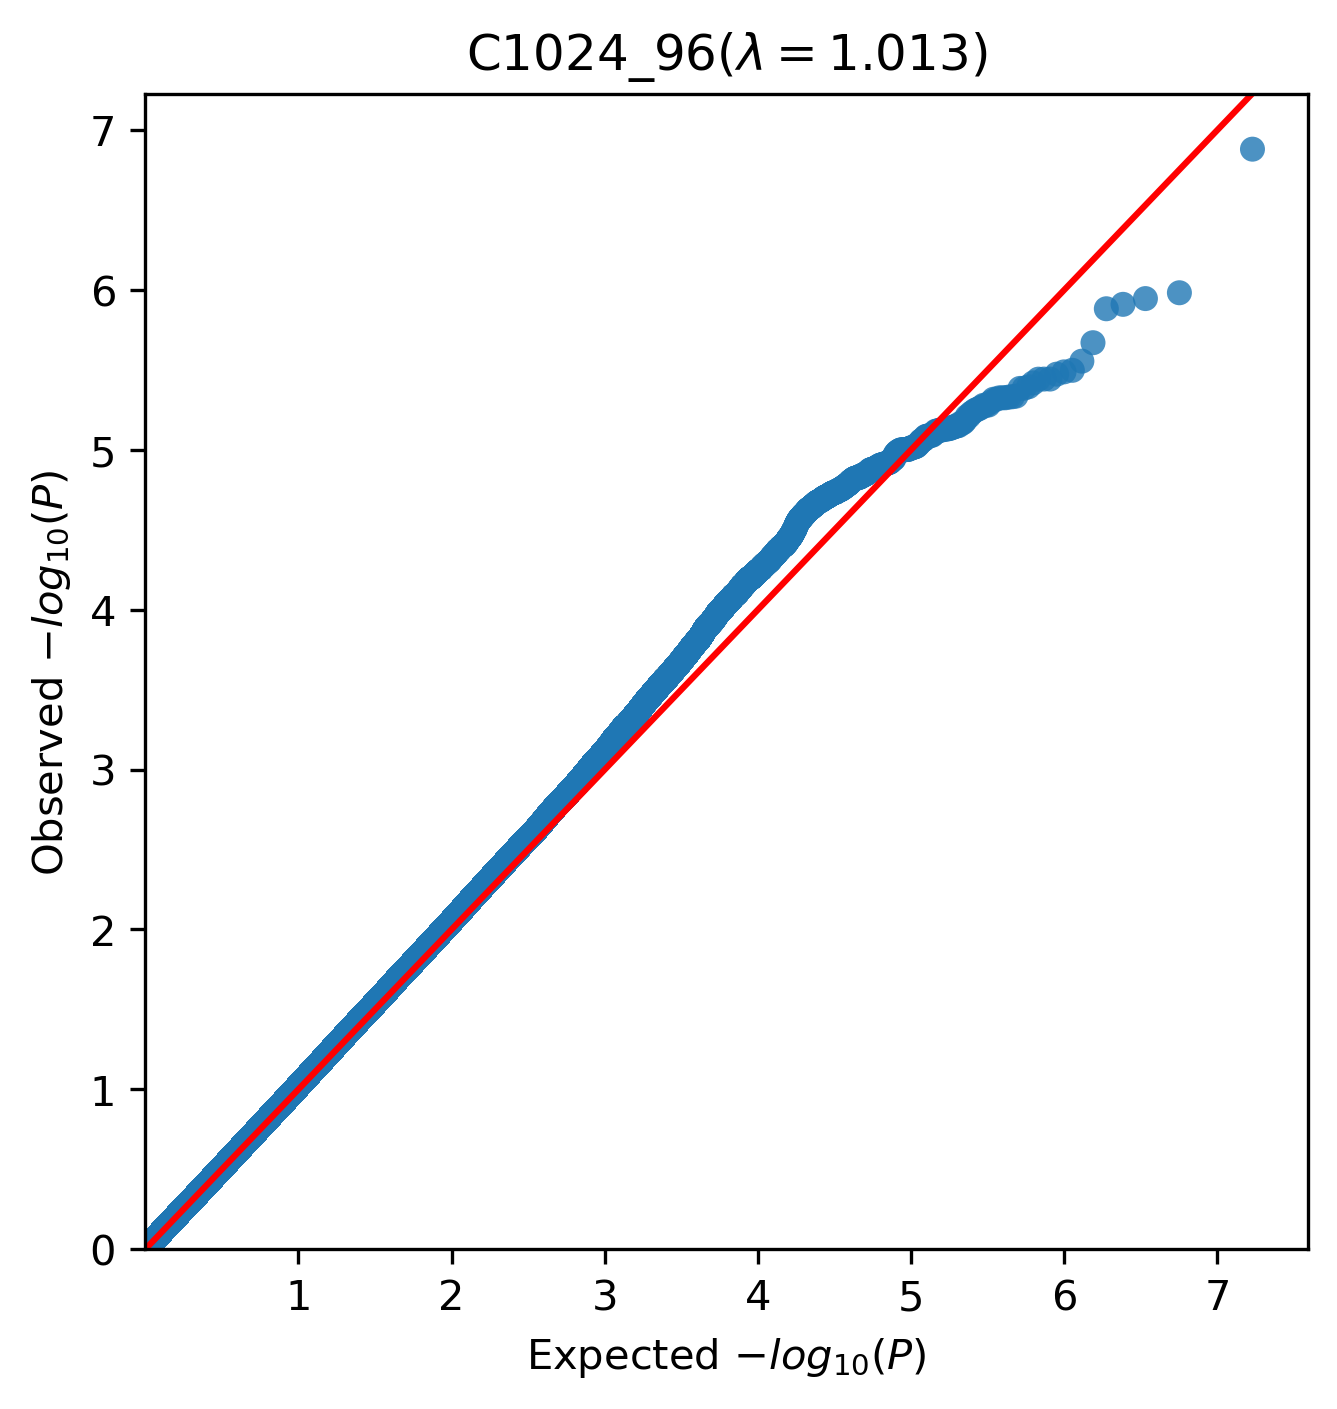 C1024_96(λ = 1.013)
7
6
5
4
3
2
1
0
Observed −log10(P)
1 2 3 4 5 6 7
Expected −log10(P)